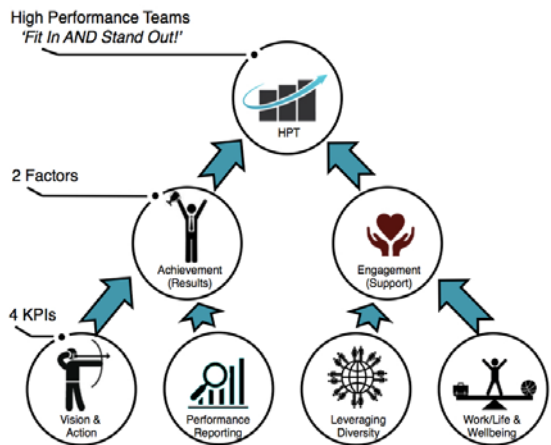 High Performance Teams
‘Fit In AND Stand Out!’
HPT
2 Factors
Achievement
(Results)
Engagement
(Support)
4 KPIs
Vision &
Action
Performance
Reporting
Leveraging
Diversity
Work/Life &
Wellbeing